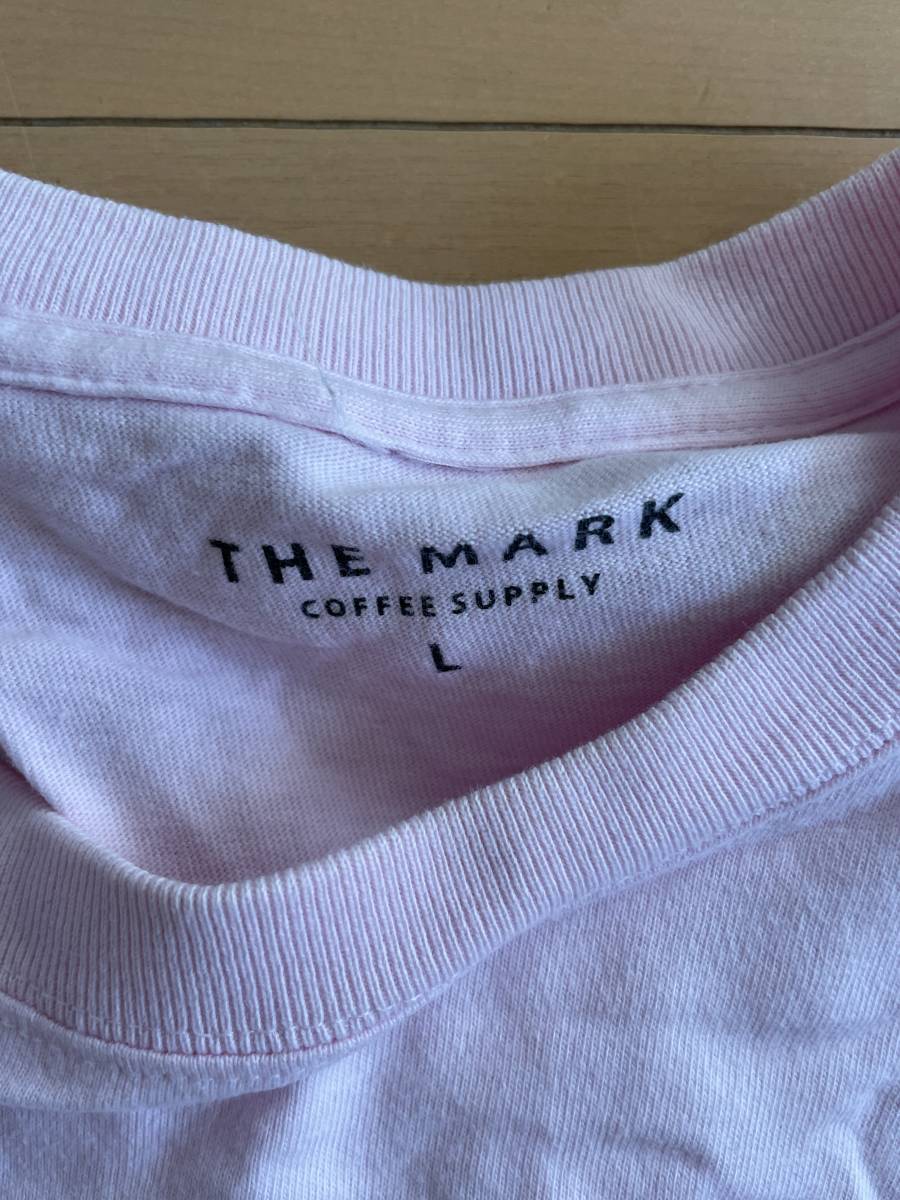 THE MARK
COFFEE SUPPLY
L